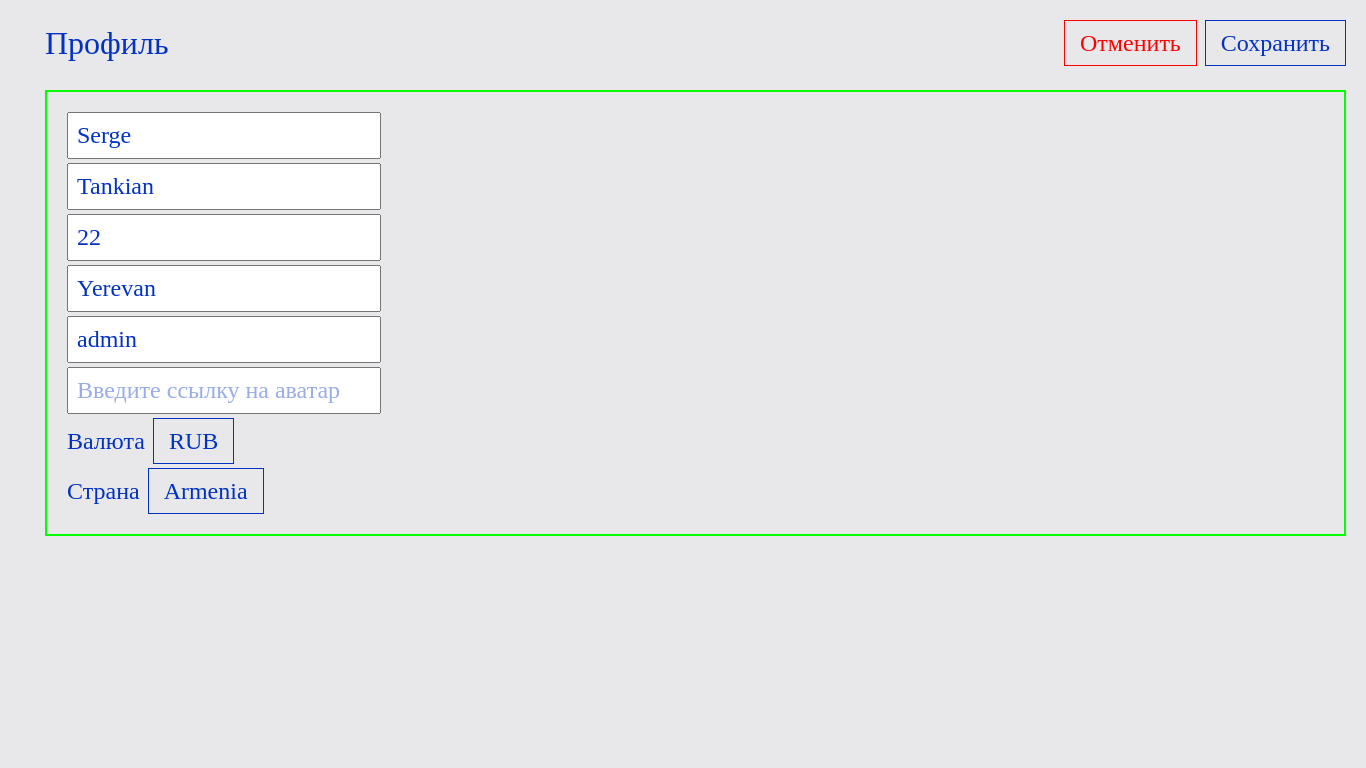 Профиль
Отменить Сохранить
Serge
Tankian
22
Yerevan
admin
Введите ссылку на аватар
Валюта RUB
Страна Armenia